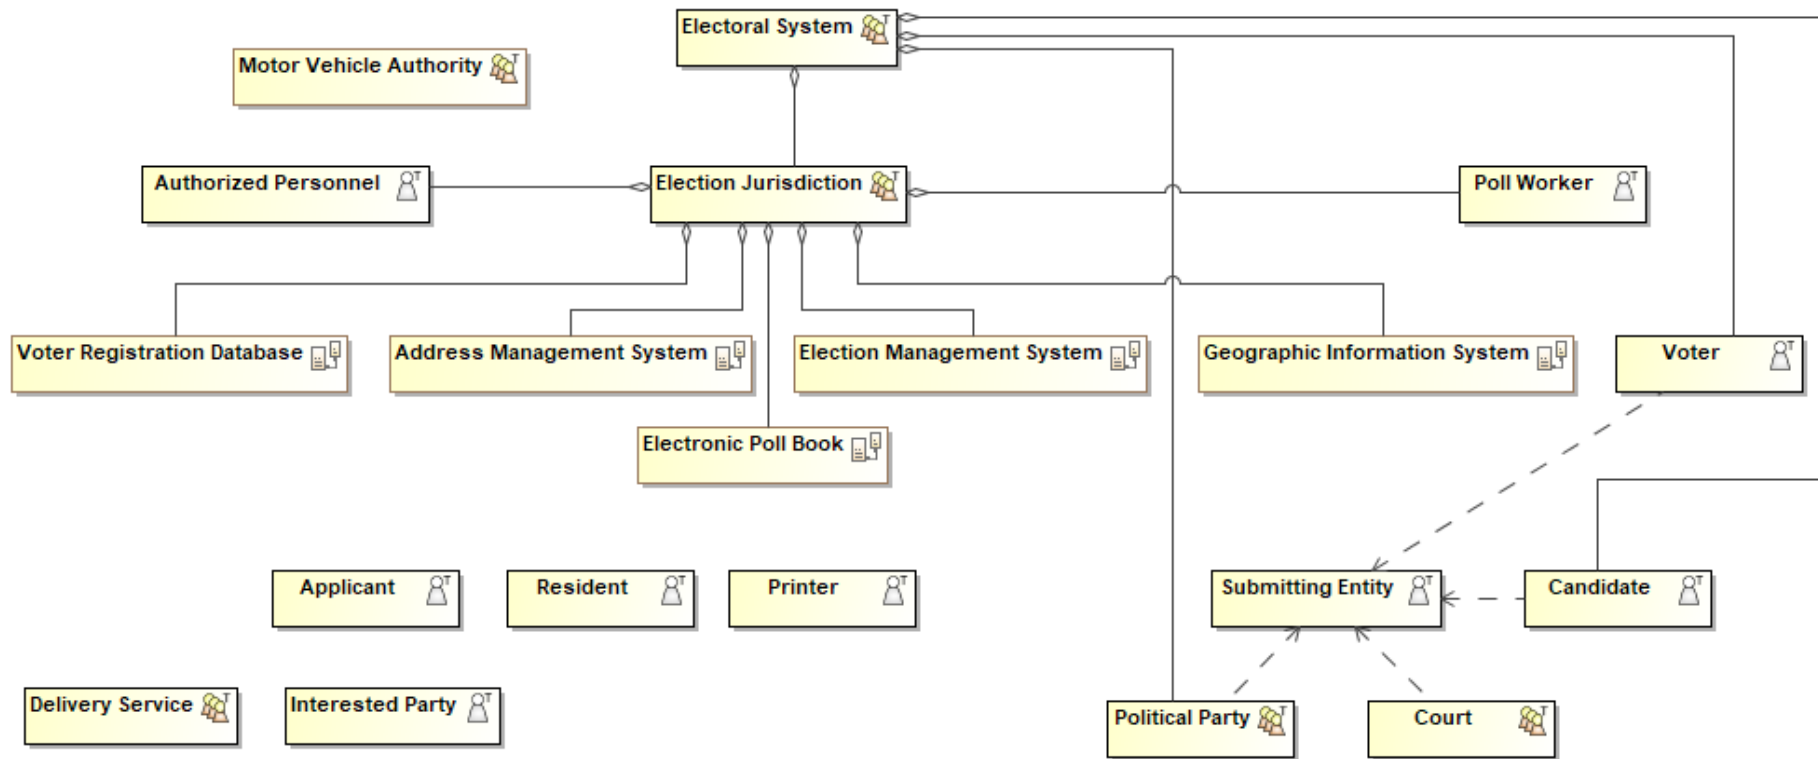 Electoral System
Motor Vehicle Authority
Authorized Personnel
Election Jurisdiction
Poll Worker
Voter Registration Database
Address Management System
Election Management System
Geographic Information System
Voter
Electronic Poll Book
Applicant
Resident
Printer
Submitting Entity
Candidate
Delivery Service
Interested Party
Political Party
Court